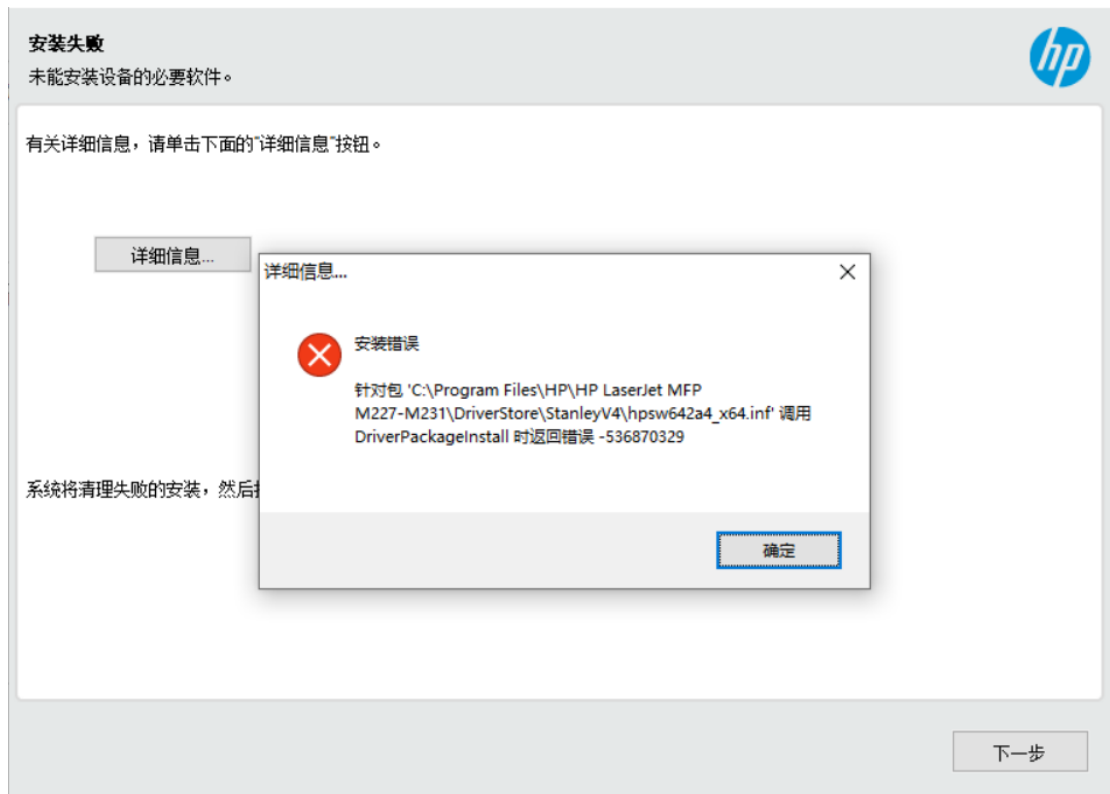 安装失败
hp
未能安装设备的必要软件。
有关详细信息，请单击下面的"详细信息"按钮。
详细信息...
详细信息...
安装错误
针对包 'C:\Program Files\HP\HP LaserJet MFP
M227-M231\DriverStore\StanleyV4\hpsw642a4_x64.inf' 调用
DriverPackageInstall 时返回错误 -536870329
系统将清理失败的安装，然后
确定
下一步